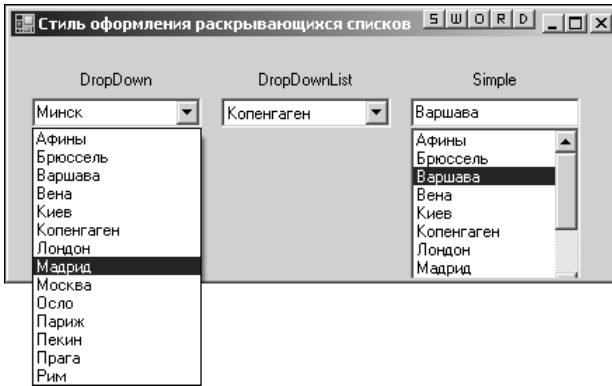 Стиль оформления раскрывающихся списков S W O R D
DropDown DropDownList Simple
Минск Копенгаген Варшава
Афины
Брюссель
Варшава
Вена
Киев
Копенгаген
Лондон
Мадрид
Москва
Осло
Париж
Пекин
Прага
Рим
Афины
Брюссель
Варшава
Вена
Киев
Копенгаген
Лондон
Мадрид